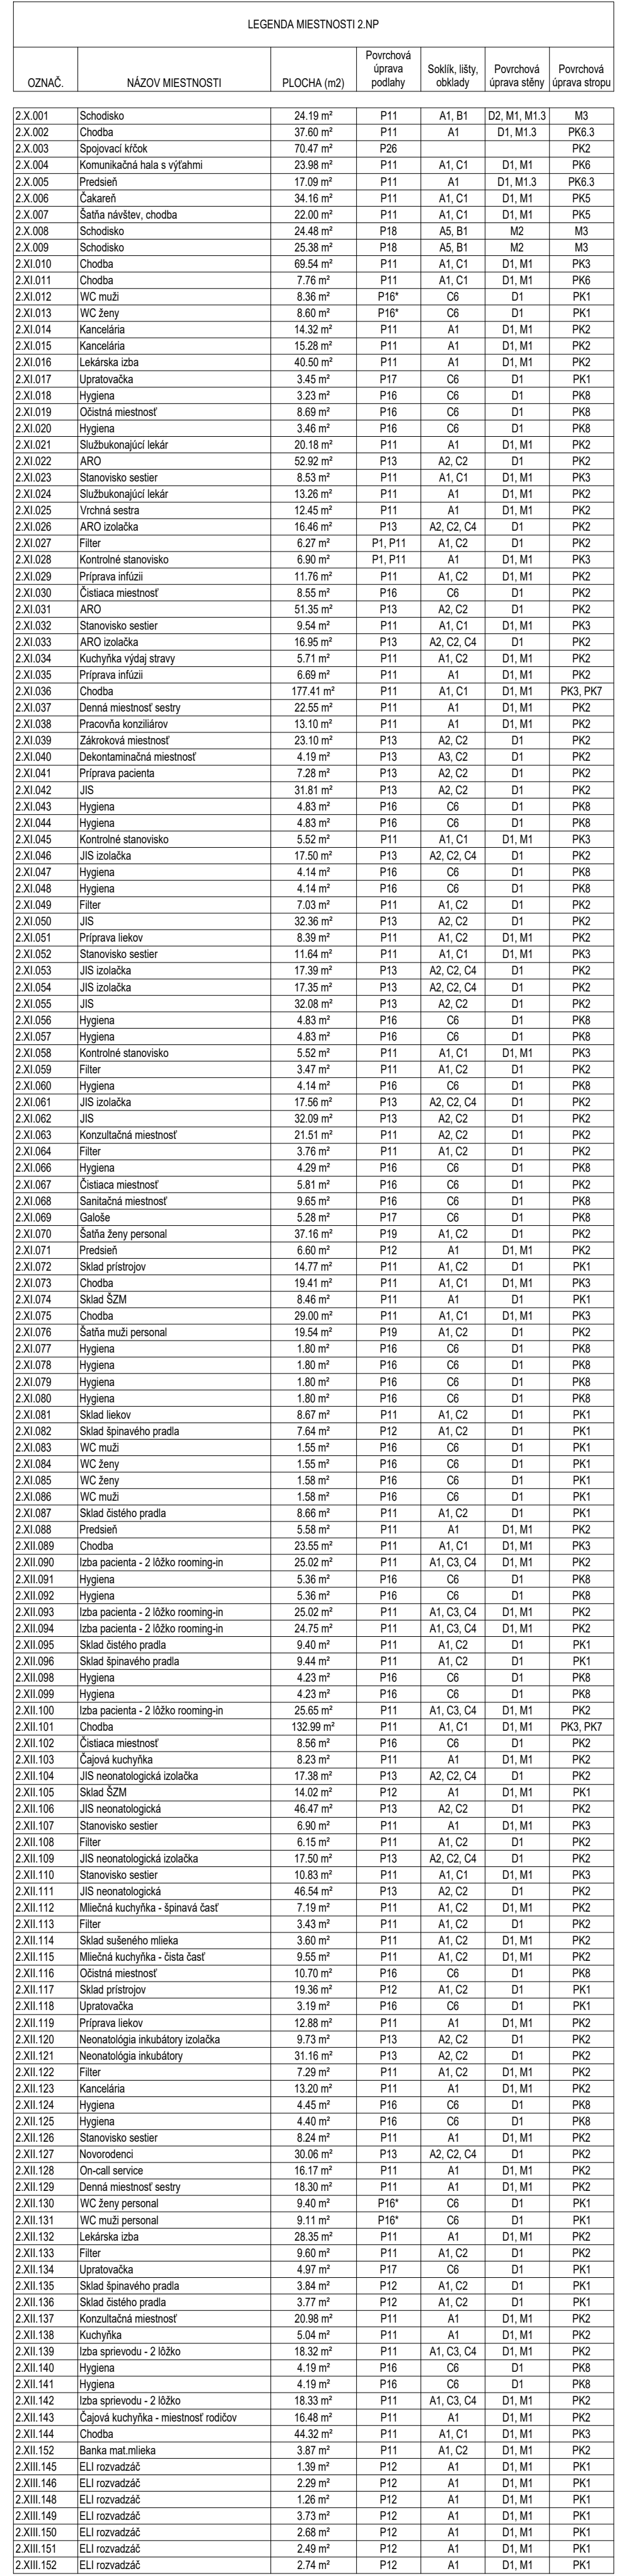 LEGENDA MIESTNOSTI 2.NP
OZNAČ. NÁZOV MIESTNOSTI PLOCHA (m2) Povrchová úprava podlahy Soklík, lišty, obklady Povrchová úprava stěny Povrchová úprava stropu
2.X.001 Schodisko 24.19 m² P11 A1, B1 D2, M1, M1.3 M3
2.X.002 Chodba 37.60 m² P11 A1 D1, M1.3 PK6.3
2.X.003 Spojovací kŕčok 70.47 m² P26 PK2
2.X.004 Komunikačná hala s výťahmi 23.98 m² P11 A1, C1 D1, M1 PK6
2.X.005 Predsieň 17.09 m² P11 A1 D1, M1.3 PK6.3
2.X.006 Čakareň 34.16 m² P11 A1, C1 D1, M1 PK5
2.X.007 Šatňa návštev, chodba 22.00 m² P11 A1, C1 D1, M1 PK5
2.X.008 Schodisko 24.48 m² P18 A5, B1 M2 M3
2.X.009 Schodisko 25.38 m² P18 A5, B1 M2 M3
2.XI.010 Chodba 69.54 m² P11 A1, C1 D1, M1 PK3
2.XI.011 Chodba 7.76 m² P11 A1, C1 D1, M1 PK6
2.XI.012 WC muži 8.36 m² P16* C6 D1 PK1
2.XI.013 WC ženy 8.60 m² P16* C6 D1 PK1
2.XI.014 Kancelária 14.32 m² P11 A1 D1, M1 PK2
2.XI.015 Kancelária 15.28 m² P11 A1 D1, M1 PK2
2.XI.016 Lekárska izba 40.50 m² P11 A1 D1, M1 PK2
2.XI.017 Upratovačka 3.45 m² P17 C6 D1 PK1
2.XI.018 Hygiena 3.23 m² P16 C6 D1 PK8
2.XI.019 Očistná miestnosť 8.69 m² P16 C6 D1 PK8
2.XI.020 Hygiena 3.46 m² P16 C6 D1 PK8
2.XI.021 Službukonajúcí lekár 20.18 m² P11 A1 D1, M1 PK2
2.XI.022 ARO 52.92 m² P13 A2, C2 D1 PK2
2.XI.023 Stanovisko sestier 8.53 m² P11 A1, C1 D1, M1 PK3
2.XI.024 Službukonajúcí lekár 13.26 m² P11 A1 D1, M1 PK2
2.XI.025 Vrchná sestra 12.45 m² P11 A1 D1, M1 PK2
2.XI.026 ARO izolačka 16.46 m² P13 A2, C2, C4 D1 PK2
2.XI.027 Filter 6.27 m² P1, P11 A1, C2 D1 PK2
2.XI.028 Kontrolné stanovisko 6.90 m² P1, P11 A1 D1, M1 PK3
2.XI.029 Príprava infúzii 11.76 m² P11 A1, C2 D1, M1 PK2
2.XI.030 Čistiaca miestnosť 8.55 m² P16 C6 D1 PK2
2.XI.031 ARO 51.35 m² P13 A2, C2 D1 PK2
2.XI.032 Stanovisko sestier 9.54 m² P11 A1, C1 D1, M1 PK3
2.XI.033 ARO izolačka 16.95 m² P13 A2, C2, C4 D1 PK2
2.XI.034 Kuchyňka výdaj stravy 5.71 m² P11 A1, C2 D1, M1 PK2
2.XI.035 Príprava infúzii 6.69 m² P11 A1 D1, M1 PK2
2.XI.036 Chodba 177.41 m² P11 A1, C1 D1, M1 PK3, PK7
2.XI.037 Denná miestnosť sestry 22.55 m² P11 A1 D1, M1 PK2
2.XI.038 Pracovňa konziliárov 13.10 m² P11 A1 D1, M1 PK2
2.XI.039 Zákroková miestnosť 23.10 m² P13 A2, C2 D1 PK2
2.XI.040 Dekontaminačná miestnosť 4.19 m² P13 A3, C2 D1 PK2
2.XI.041 Príprava pacienta 7.28 m² P13 A2, C2 D1 PK2
2.XI.042 JIS 31.81 m² P13 A2, C2 D1 PK2
2.XI.043 Hygiena 4.83 m² P16 C6 D1 PK8
2.XI.044 Hygiena 4.83 m² P16 C6 D1 PK8
2.XI.045 Kontrolné stanovisko 5.52 m² P11 A1, C1 D1, M1 PK3
2.XI.046 JIS izolačka 17.50 m² P13 A2, C2, C4 D1 PK2
2.XI.047 Hygiena 4.14 m² P16 C6 D1 PK8
2.XI.048 Hygiena 4.14 m² P16 C6 D1 PK8
2.XI.049 Filter 7.03 m² P11 A1, C2 D1 PK2
2.XI.050 JIS 32.36 m² P13 A2, C2 D1 PK2
2.XI.051 Príprava liekov 8.39 m² P11 A1, C2 D1, M1 PK2
2.XI.052 Stanovisko sestier 11.64 m² P11 A1, C1 D1, M1 PK3
2.XI.053 JIS izolačka 17.39 m² P13 A2, C2, C4 D1 PK2
2.XI.054 JIS izolačka 17.35 m² P13 A2, C2, C4 D1 PK2
2.XI.055 JIS 32.08 m² P13 A2, C2 D1 PK2
2.XI.056 Hygiena 4.83 m² P16 C6 D1 PK8
2.XI.057 Hygiena 4.83 m² P16 C6 D1 PK8
2.XI.058 Kontrolné stanovisko 5.52 m² P11 A1, C1 D1, M1 PK3
2.XI.059 Filter 3.47 m² P11 A1, C2 D1 PK2
2.XI.060 Hygiena 4.14 m² P16 C6 D1 PK8
2.XI.061 JIS izolačka 17.56 m² P13 A2, C2, C4 D1 PK2
2.XI.062 JIS 32.09 m² P13 A2, C2 D1 PK2
2.XI.063 Konzultačná miestnosť 21.51 m² P11 A2, C2 D1 PK2
2.XI.064 Filter 3.76 m² P11 A1, C2 D1 PK2
2.XI.066 Hygiena 4.29 m² P16 C6 D1 PK8
2.XI.067 Čistiaca miestnosť 5.81 m² P16 C6 D1 PK2
2.XI.068 Sanitačná miestnosť 9.65 m² P16 C6 D1 PK8
2.XI.069 Galoše 5.28 m² P17 C6 D1 PK8
2.XI.070 Šatňa ženy personal 37.16 m² P19 A1, C2 D1 PK2
2.XI.071 Predsieň 6.60 m² P12 A1 D1, M1 PK2
2.XI.072 Sklad prístrojov 14.77 m² P11 A1, C2 D1 PK1
2.XI.073 Chodba 19.41 m² P11 A1, C1 D1, M1 PK3
2.XI.074 Sklad ŠZM 8.46 m² P11 A1 D1 PK1
2.XI.075 Chodba 29.00 m² P11 A1, C1 D1, M1 PK3
2.XI.076 Šatňa muži personal 19.54 m² P19 A1, C2 D1 PK2
2.XI.077 Hygiena 1.80 m² P16 C6 D1 PK8
2.XI.078 Hygiena 1.80 m² P16 C6 D1 PK8
2.XI.079 Hygiena 1.80 m² P16 C6 D1 PK8
2.XI.080 Hygiena 1.80 m² P16 C6 D1 PK8
2.XI.081 Sklad liekov 8.67 m² P11 A1, C2 D1 PK1
2.XI.082 Sklad špinavého pradla 7.64 m² P12 A1, C2 D1 PK1
2.XI.083 WC muži 1.55 m² P16 C6 D1 PK1
2.XI.084 WC ženy 1.55 m² P16 C6 D1 PK1
2.XI.085 WC ženy 1.58 m² P16 C6 D1 PK1
2.XI.086 WC muži 1.58 m² P16 C6 D1 PK1
2.XI.087 Sklad čistého pradla 8.66 m² P11 A1, C2 D1 PK1
2.XI.088 Predsieň 5.58 m² P11 A1 D1, M1 PK2
2.XII.089 Chodba 23.55 m² P11 A1, C1 D1, M1 PK3
2.XII.090 Izba pacienta - 2 lôžko rooming-in 25.02 m² P11 A1, C3, C4 D1, M1 PK2
2.XII.091 Hygiena 5.36 m² P16 C6 D1 PK8
2.XII.092 Hygiena 5.36 m² P16 C6 D1 PK8
2.XII.093 Izba pacienta - 2 lôžko rooming-in 25.02 m² P11 A1, C3, C4 D1, M1 PK2
2.XII.094 Izba pacienta - 2 lôžko rooming-in 24.75 m² P11 A1, C3, C4 D1, M1 PK2
2.XII.095 Sklad čistého pradla 9.40 m² P11 A1, C2 D1 PK1
2.XII.096 Sklad špinavého pradla 9.44 m² P11 A1, C2 D1 PK1
2.XII.098 Hygiena 4.23 m² P16 C6 D1 PK8
2.XII.099 Hygiena 4.23 m² P16 C6 D1 PK8
2.XII.100 Izba pacienta - 2 lôžko rooming-in 25.65 m² P11 A1, C3, C4 D1, M1 PK2
2.XII.101 Chodba 132.99 m² P11 A1, C1 D1, M1 PK3, PK7
2.XII.102 Čistiaca miestnosť 8.56 m² P16 C6 D1 PK2
2.XII.103 Čajová kuchyňka 8.23 m² P11 A1 D1, M1 PK2
2.XII.104 JIS neonatologická izolačka 17.38 m² P13 A2, C2, C4 D1 PK2
2.XII.105 Sklad ŠZM 14.02 m² P12 A1 D1, M1 PK1
2.XII.106 JIS neonatologická 46.47 m² P13 A2, C2 D1 PK2
2.XII.107 Stanovisko sestier 6.90 m² P11 A1 D1, M1 PK3
2.XII.108 Filter 6.15 m² P11 A1, C2 D1 PK2
2.XII.109 JIS neonatologická izolačka 17.50 m² P13 A2, C2, C4 D1 PK2
2.XII.110 Stanovisko sestier 10.83 m² P11 A1, C1 D1, M1 PK3
2.XII.111 JIS neonatologická 46.54 m² P13 A2, C2 D1 PK2
2.XII.112 Mliečná kuchyňka - špinavá časť 7.19 m² P11 A1, C2 D1, M1 PK2
2.XII.113 Filter 3.43 m² P11 A1, C2 D1, M1 PK2
2.XII.114 Sklad sušeného mlieka 3.60 m² P11 A1, C2 D1, M1 PK2
2.XII.115 Mliečná kuchyňka - čista časť 9.55 m² P11 A1, C2 D1, M1 PK2
2.XII.116 Očistná miestnosť 10.70 m² P16 C6 D1 PK8
2.XII.117 Sklad prístrojov 19.36 m² P12 A1, C2 D1 PK1
2.XII.118 Upratovačka 3.19 m² P16 C6 D1 PK1
2.XII.119 Príprava liekov 12.88 m² P11 A1 D1, M1 PK2
2.XII.120 Neonatológia inkubátory izolačka 9.73 m² P13 A2, C2 D1 PK2
2.XII.121 Neonatológia inkubátory 31.16 m² P13 A2, C2 D1 PK2
2.XII.122 Filter 7.29 m² P11 A1, C2 D1, M1 PK2
2.XII.123 Kancelária 13.20 m² P11 A1 D1, M1 PK2
2.XII.124 Hygiena 4.45 m² P16 C6 D1 PK8
2.XII.125 Hygiena 4.40 m² P16 C6 D1 PK8
2.XII.126 Stanovisko sestier 8.24 m² P11 A1 D1, M1 PK2
2.XII.127 Novorodenci 30.06 m² P13 A2, C2, C4 D1 PK2
2.XII.128 On-call service 16.17 m² P11 A1 D1, M1 PK2
2.XII.129 Denná miestnosť sestry 18.30 m² P11 A1 D1, M1 PK2
2.XII.130 WC ženy personal 9.40 m² P16* C6 D1 PK1
2.XII.131 WC muži personal 9.11 m² P16* C6 D1 PK1
2.XII.132 Lekárska izba 28.35 m² P11 A1 D1, M1 PK2
2.XII.133 Filter 9.60 m² P11 A1, C2 D1 PK2
2.XII.134 Upratovačka 4.97 m² P17 C6 D1 PK1
2.XII.135 Sklad špinavého pradla 3.84 m² P12 A1, C2 D1 PK1
2.XII.136 Sklad čistého pradla 3.77 m² P12 A1, C2 D1 PK1
2.XII.137 Konzultačná miestnosť 20.98 m² P11 A1 D1, M1 PK2
2.XII.138 Kuchyňka 5.04 m² P11 A1 D1, M1 PK2
2.XII.139 Izba sprievodu - 2 lôžko 18.32 m² P11 A1, C3, C4 D1, M1 PK2
2.XII.140 Hygiena 4.19 m² P16 C6 D1 PK8
2.XII.141 Hygiena 4.19 m² P16 C6 D1 PK8
2.XII.142 Izba sprievodu - 2 lôžko 18.33 m² P11 A1, C3, C4 D1, M1 PK2
2.XII.143 Čajová kuchyňka - miestnosť rodičov 16.48 m² P11 A1 D1, M1 PK2
2.XII.144 Chodba 44.32 m² P11 A1, C1 D1, M1 PK3
2.XII.152 Banka mat.mlieka 3.87 m² P11 A1, C2 D1, M1 PK2
2.XIII.145 ELI rozvadzáč 1.39 m² P12 A1 D1, M1 PK1
2.XIII.146 ELI rozvadzáč 2.29 m² P12 A1 D1, M1 PK1
2.XIII.148 ELI rozvadzáč 1.26 m² P12 A1 D1, M1 PK1
2.XIII.149 ELI rozvadzáč 3.73 m² P12 A1 D1, M1 PK1
2.XIII.150 ELI rozvadzáč 2.68 m² P12 A1 D1, M1 PK1
2.XIII.151 ELI rozvadzáč 2.49 m² P12 A1 D1, M1 PK1
2.XIII.152 ELI rozvadzáč 2.74 m² P12 A1 D1, M1 PK1